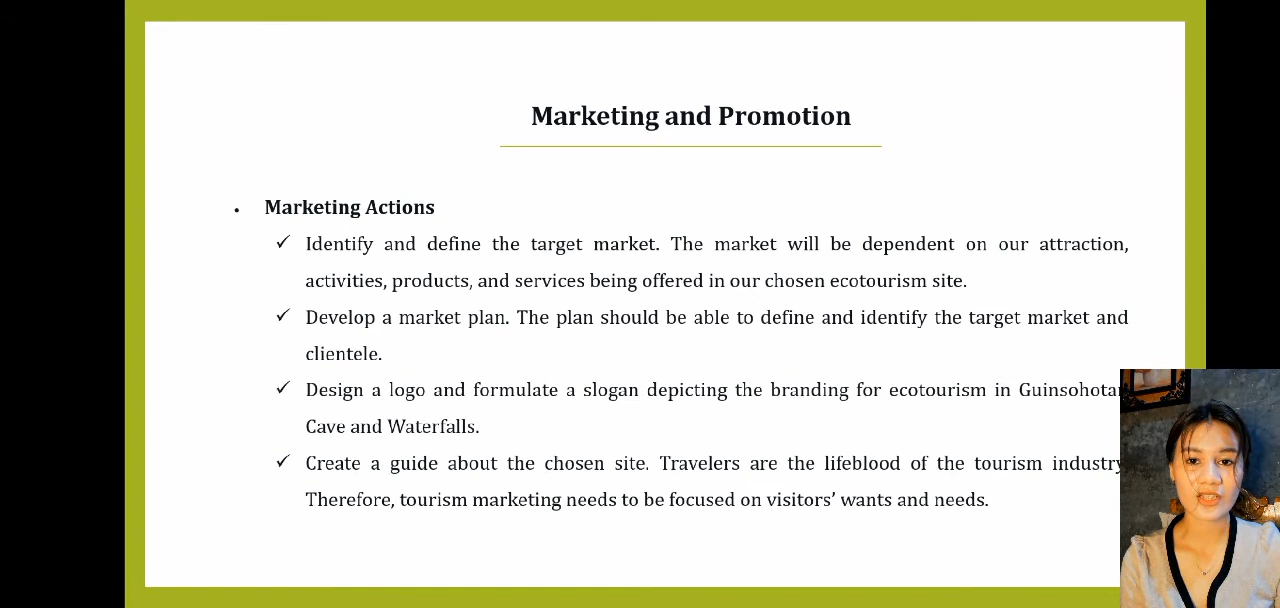 Marketing and Promotion
• Marketing Actions
✓ Identify and define the target market. The market will be dependent on our attraction,
activities, products, and services being offered in our chosen ecotourism site.
✓ Develop a market plan. The plan should be able to define and identify the target market and
clientele.
✓ Design a logo and formulate a slogan depicting the branding for ecotourism in Guinsohotan
Cave and Waterfalls.
✓ Create a guide about the chosen site. Travelers are the lifeblood of the tourism industry
Therefore, tourism marketing needs to be focused on visitors’ wants and needs.